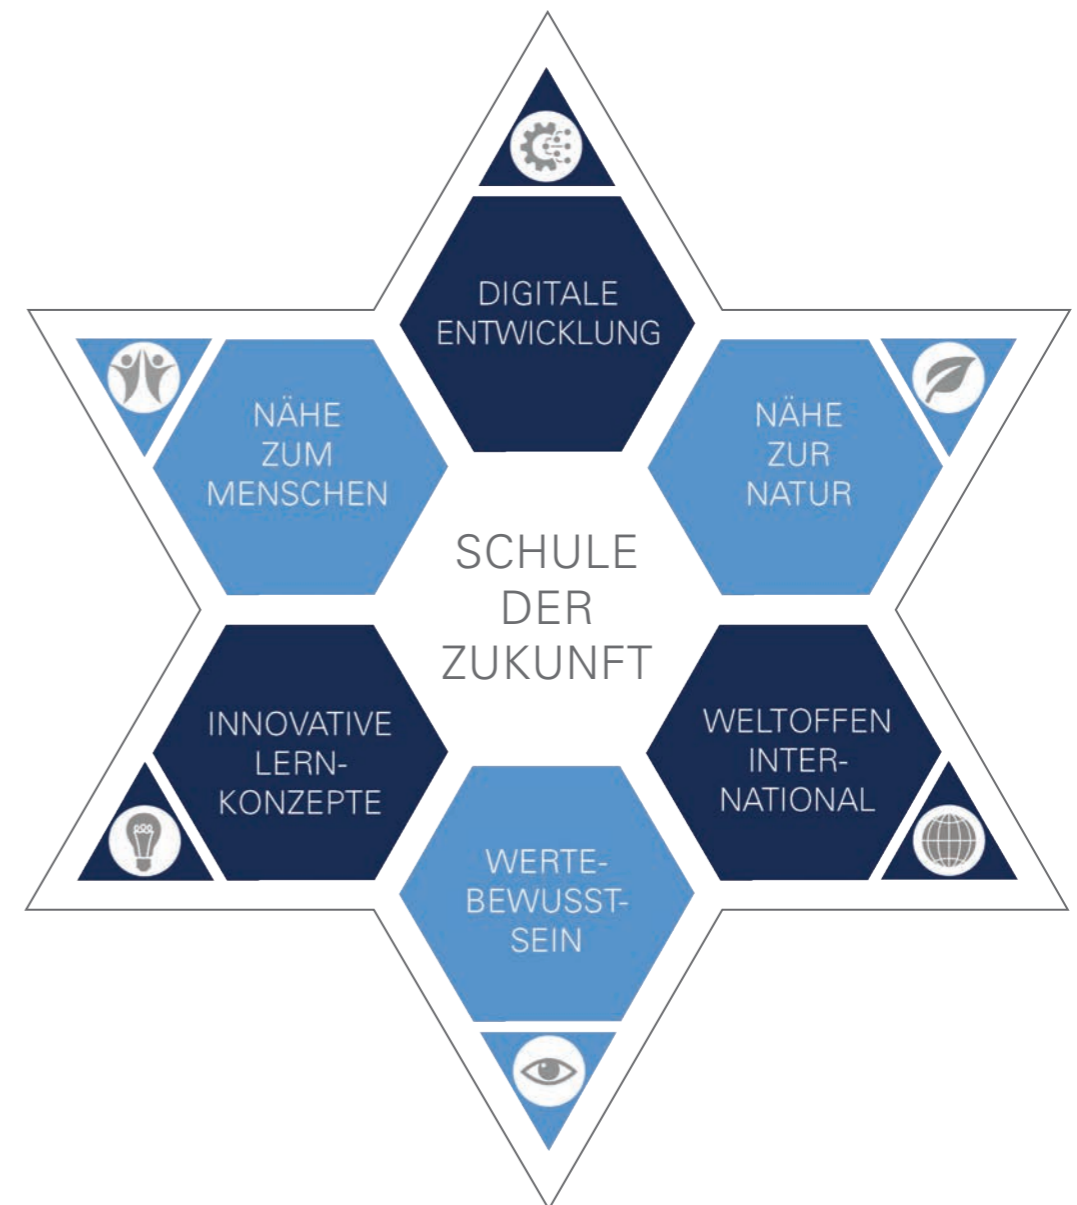 DIGITALE
ENTWICKLUNG
NÄHE
ZUM
MENSCHEN
NÄHE
ZUR
NATUR
SCHULE
DER
ZUKUNFT
INNOVATIVE
LERN-
KONZEPTE
WELTOFFEN
INTER-
NATIONAL
WERTE-
BEWUSST-
SEIN